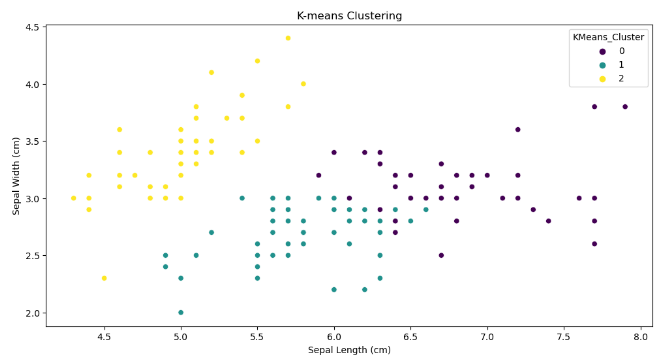 K-means Clustering
KMeans_Cluster
0
1
2
4.5
4.0
3.5
3.0
2.5
2.0
Sepal Width (cm)
4.5 5.0 5.5 6.0 6.5 7.0 7.5 8.0
Sepal Length (cm)